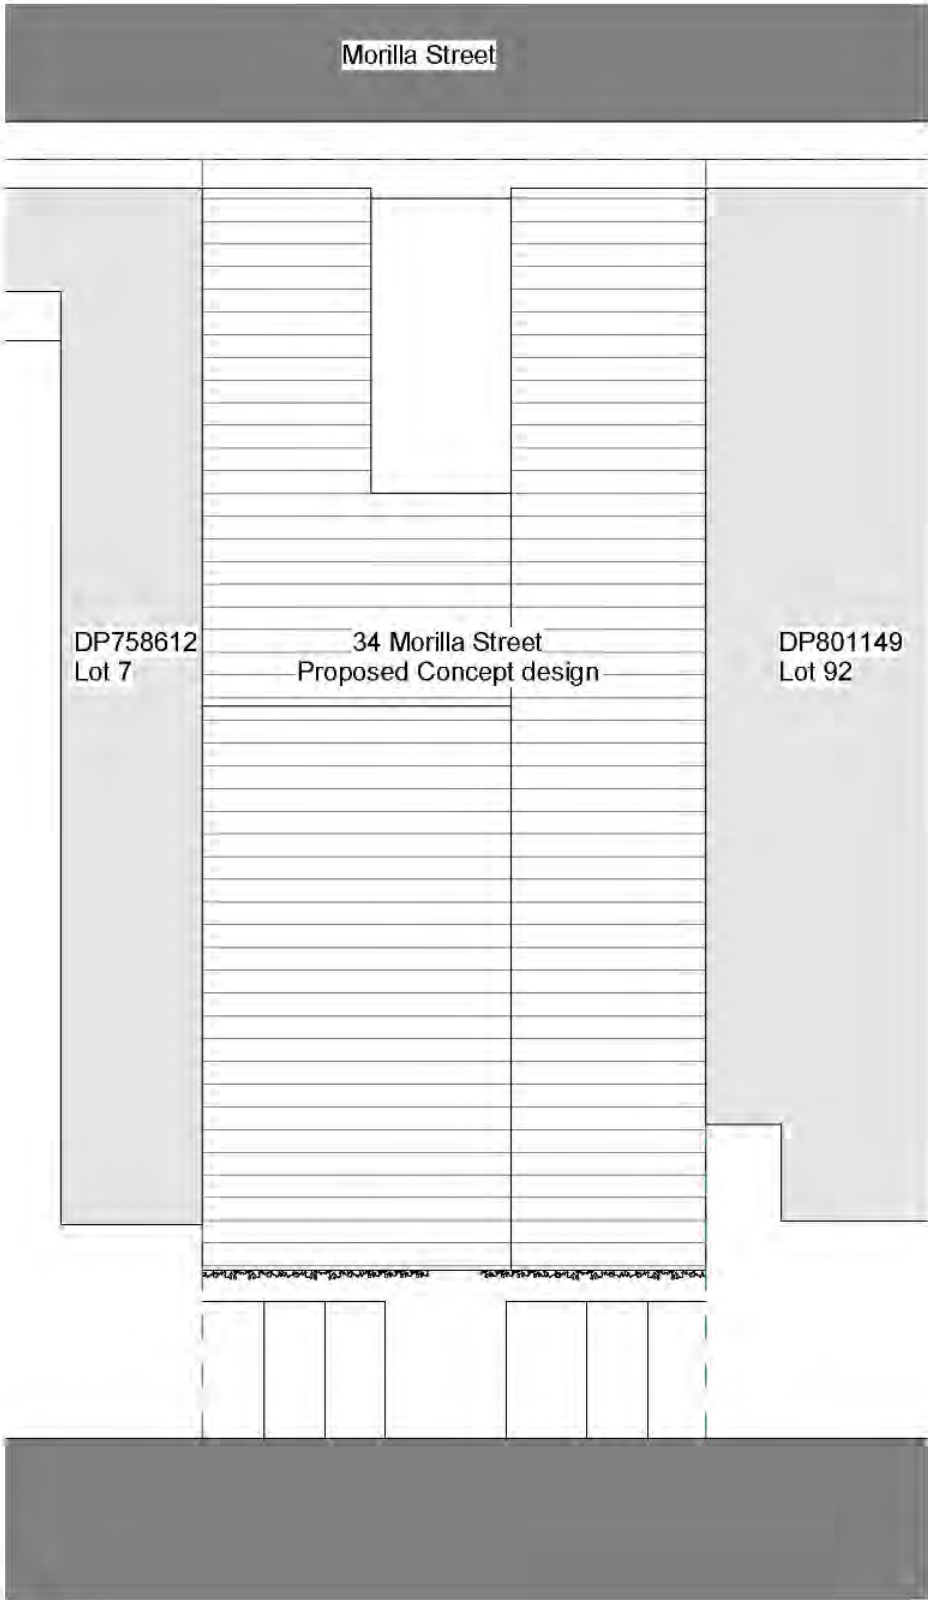 Morilla Street
DP758612
Lot 7
34 Morilla Street
Proposed Concept design
DP801149
Lot 92